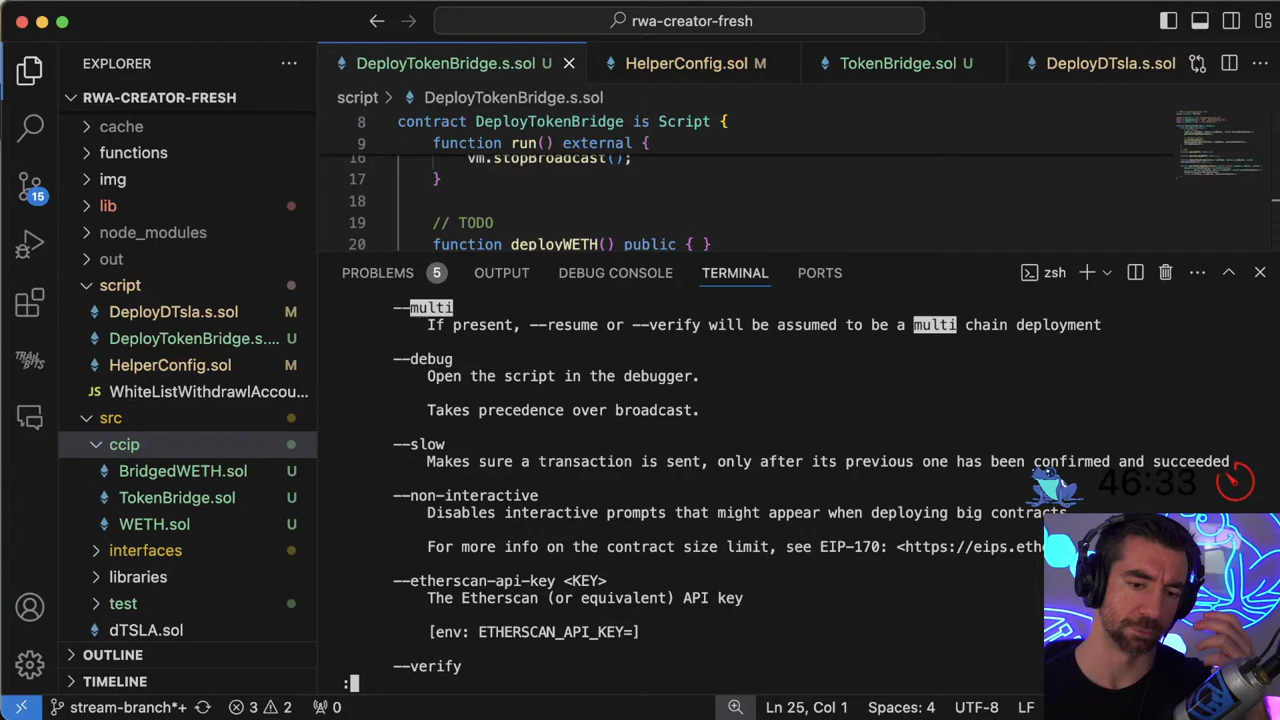 rwa-creator-fresh
EXPLORER
RWA-CREATOR-FRESH
cache
functions
img
lib
node_modules
out
script
DeployDTsla.s.sol M
DeployTokenBridge.s.... U
HelperConfig.sol M
WhiteListWithdrawlAccou...
src
ccip
BridgedWETH.sol U
TokenBridge.sol U
WETH.sol U
interfaces
libraries
test
dTSLA.sol
OUTLINE
TIMELINE
15
DeployTokenBridge.s.sol U
HelperConfig.sol M
TokenBridge.sol U
DeployDTsla.s.sol
script > DeployTokenBridge.s.sol
8 contract DeployTokenBridge is Script {
9 function run() external {
16 vm.stopBroadcast();
17 }
18
19 // TODO
20 function deployWETH() public { }
PROBLEMS 5 OUTPUT DEBUG CONSOLE TERMINAL PORTS zsh
--multi
If present, --resume or --verify will be assumed to be a multi chain deployment
--debug
Open the script in the debugger.
Takes precedence over broadcast.
--slow
Makes sure a transaction is sent, only after its previous one has been confirmed and succeeded
--non-interactive
Disables interactive prompts that might appear when deploying big contracts
For more info on the contract size limit, see EIP-170: <https://eips.eth
--etherscan-api-key <KEY>
The Etherscan (or equivalent) API key
[env: ETHERSCAN_API_KEY=]
--verify
:
46:33
stream-branch*+ 3 2 0 Ln 25, Col 1 Spaces: 4 UTF-8 LF